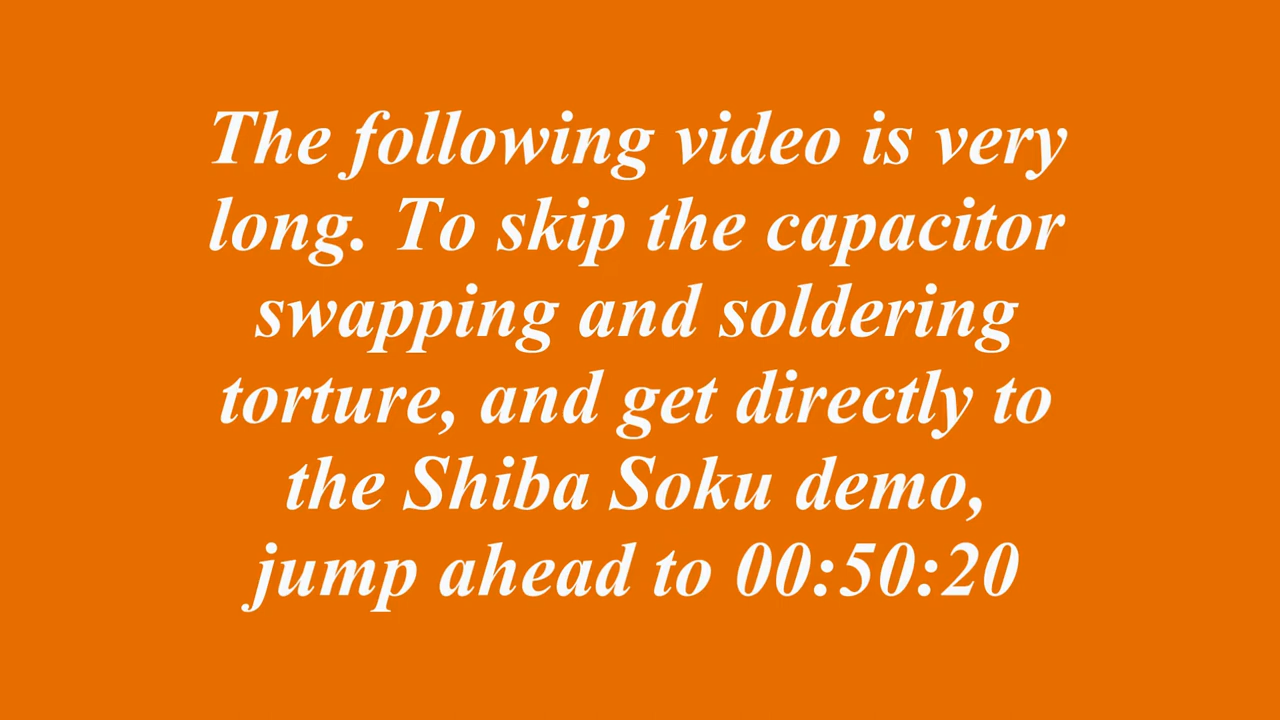 The following video is very
long. To skip the capacitor
swapping and soldering
torture, and get directly to
the Shiba Soku demo,
jump ahead to 00:50:20